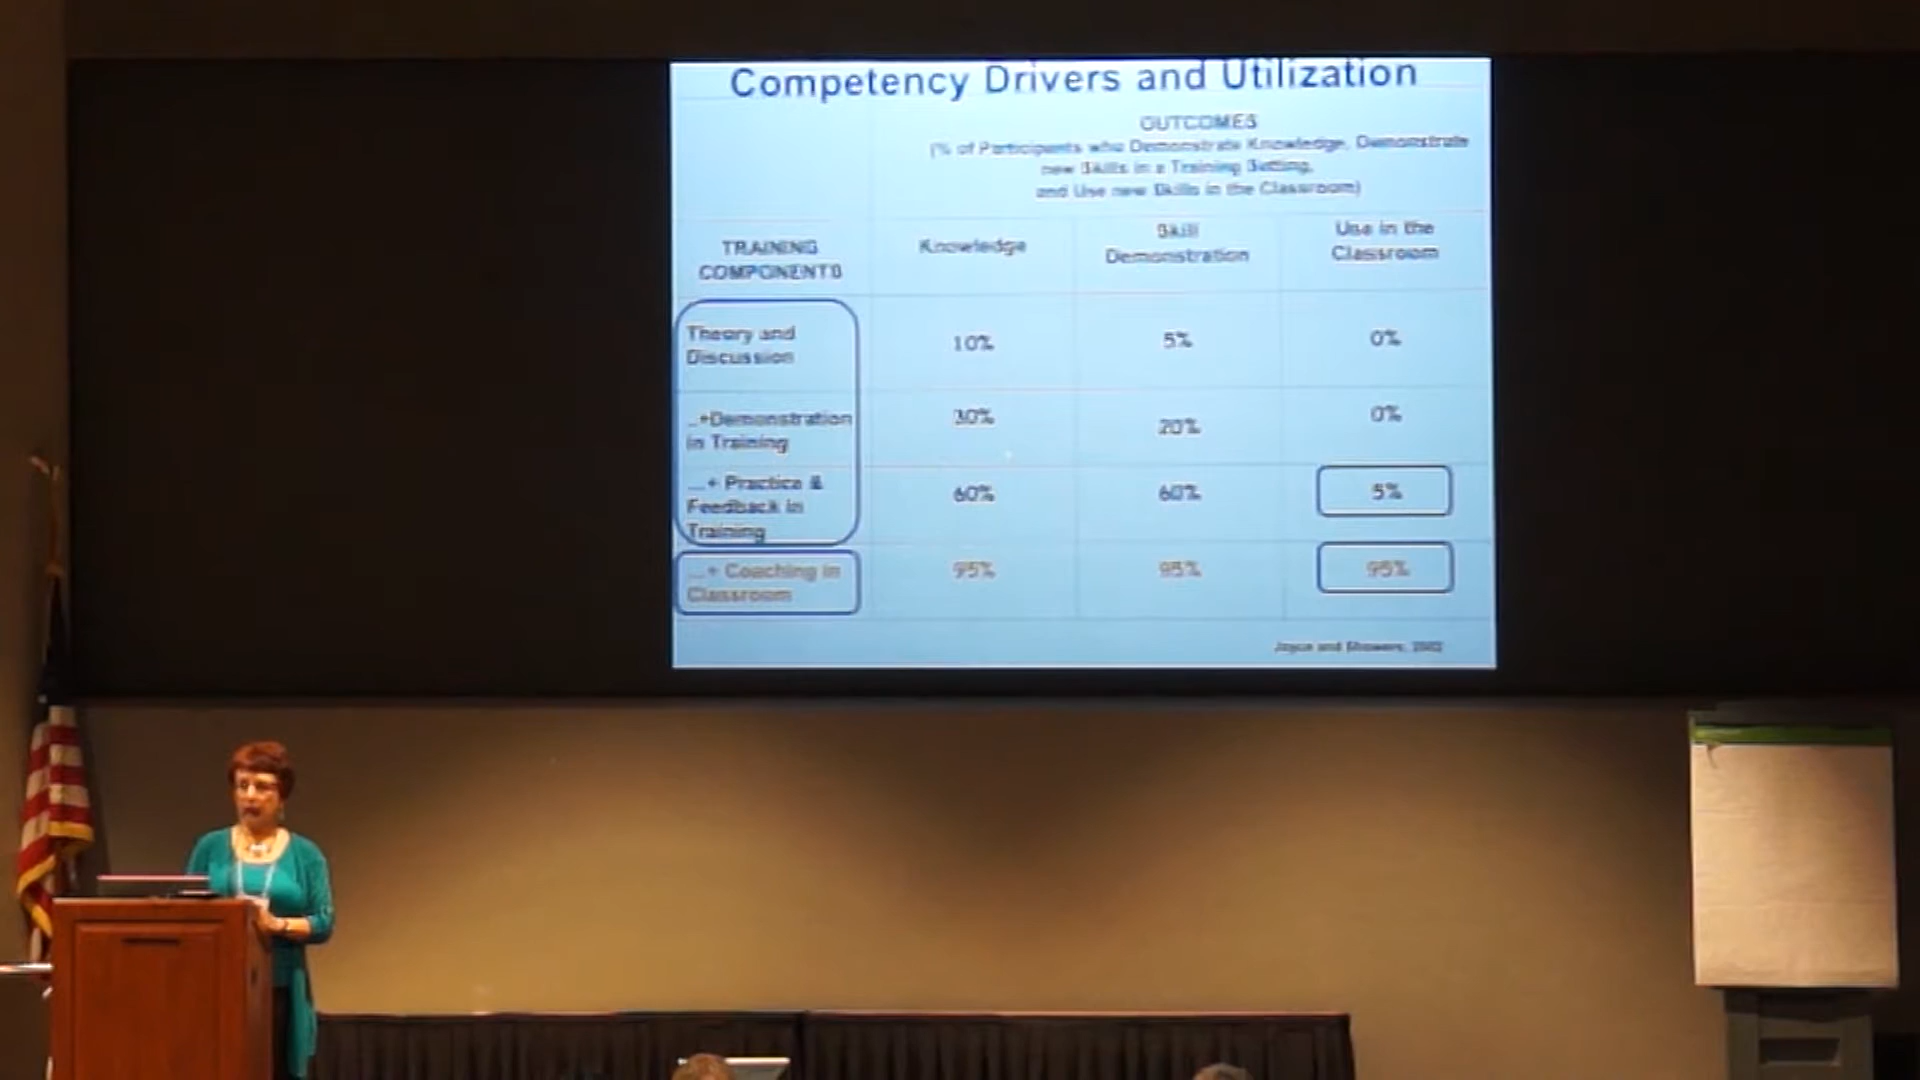 Competency Drivers and Utilization
OUTCOMES
(% of Participants who Demonstrate Knowledge, Demonstrate
new Skills in a Training Setting,
and Use new Skills in the Classroom)
TRAINING
COMPONENTS
Knowledge
Skill
Demonstration
Use in the
Classroom
Theory and
Discussion
10%
5%
0%
...+Demonstration
in Training
30%
20%
0%
...+ Practice &
Feedback in
Training
60%
60%
5%
...+ Coaching in
Classroom
95%
95%
95%
Joyce and Showers, 2002